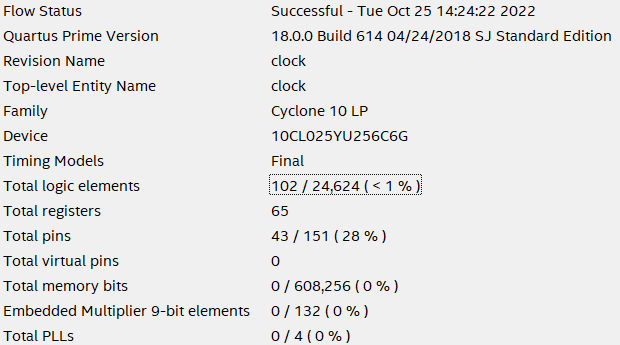 Flow Status Successful - Tue Oct 25 14:24:22 2022
Quartus Prime Version 18.0.0 Build 614 04/24/2018 SJ Standard Edition
Revision Name clock
Top-level Entity Name clock
Family Cyclone 10 LP
Device 10CL025YU256C6G
Timing Models Final
Total logic elements 102 / 24,624 ( < 1 % )
Total registers 65
Total pins 43 / 151 ( 28 % )
Total virtual pins 0
Total memory bits 0 / 608,256 ( 0 % )
Embedded Multiplier 9-bit elements 0 / 132 ( 0 % )
Total PLLs 0 / 4 ( 0 % )